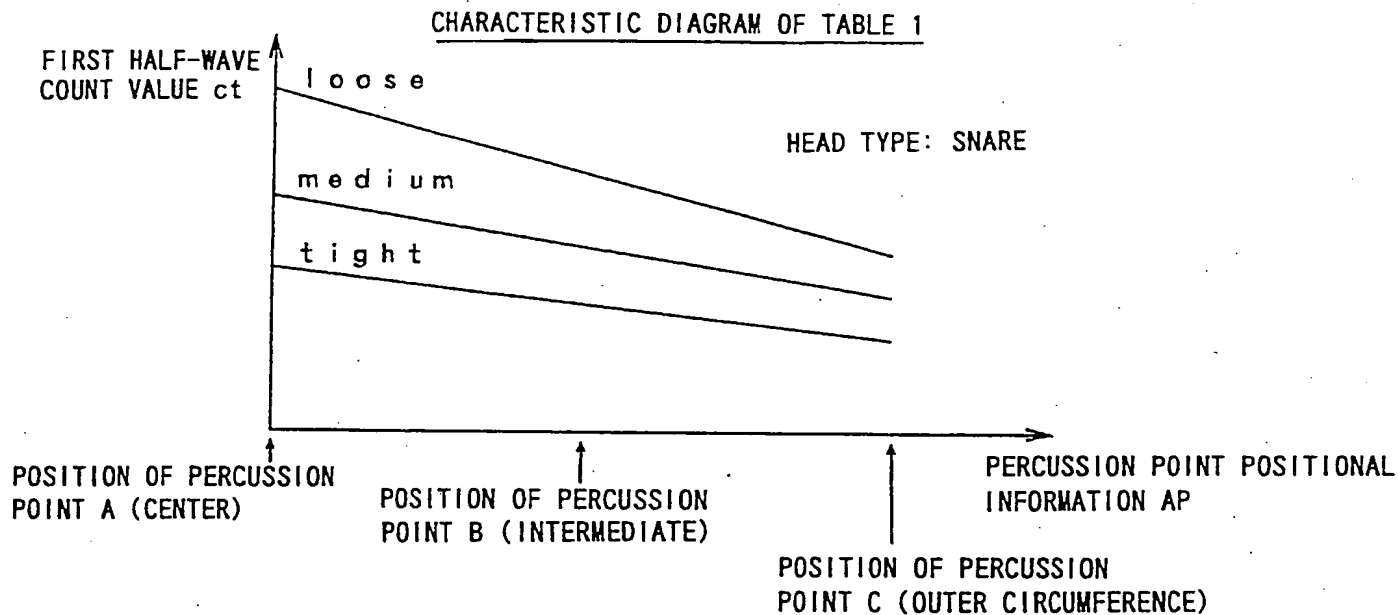 CHARACTERISTIC DIAGRAM OF TABLE 1
FIRST HALF-WAVE
COUNT VALUE ct
loose
HEAD TYPE: SNARE
medium
tight
POSITION OF PERCUSSION
POINT A (CENTER)
POSITION OF PERCUSSION
POINT B (INTERMEDIATE)
PERCUSSION POINT POSITIONAL
INFORMATION AP
POSITION OF PERCUSSION
POINT C (OUTER CIRCUMFERENCE)